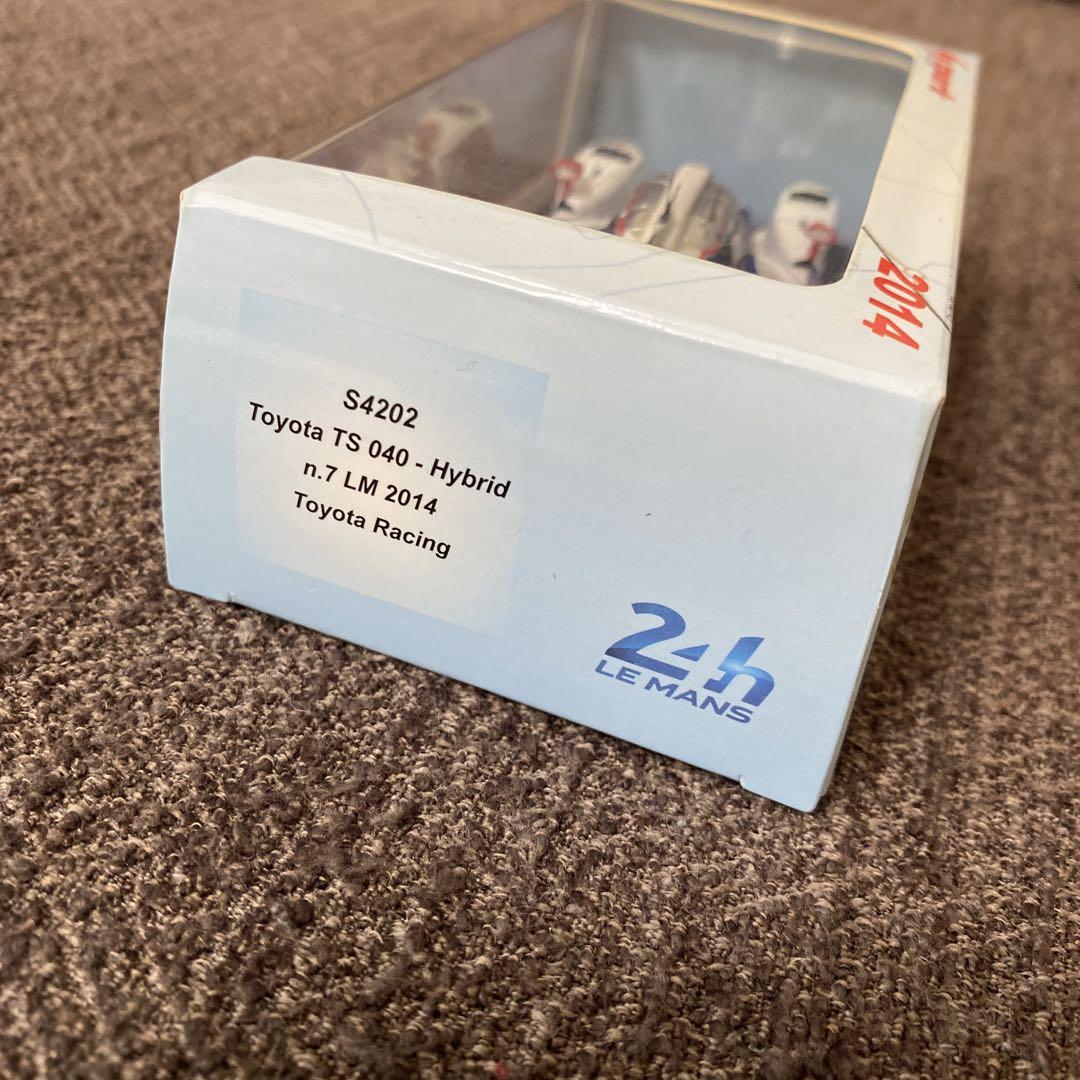 2014
S4202
Toyota TS 040 - Hybrid
n.7 LM 2014
Toyota Racing
24h
LE MANS